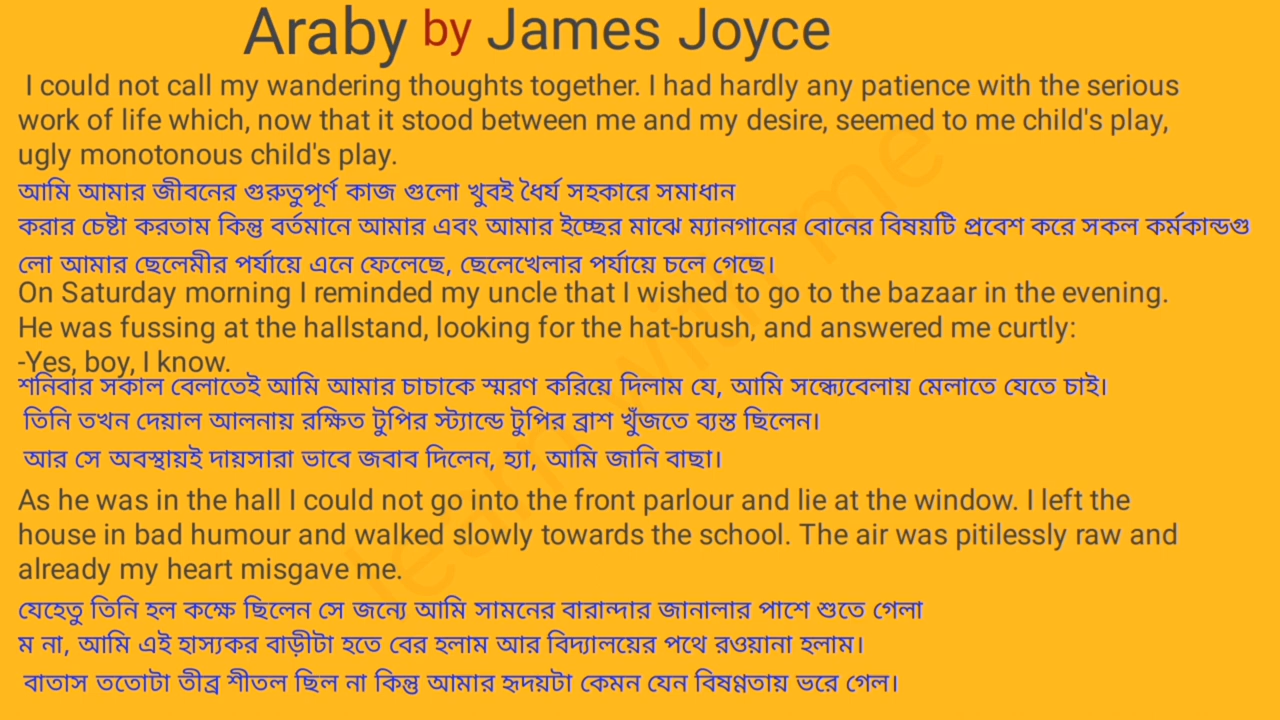 Araby by James Joyce
I could not call my wandering thoughts together. I had hardly any patience with the serious
work of life which, now that it stood between me and my desire, seemed to me child's play,
ugly monotonous child's play.
আমি আমার জীবনের গুরুতুপূর্ণ কাজ গুলো খুবই ধৈর্য সহকারে সমাধান
করার চেষ্টা করতাম কিন্তু বর্তমানে আমার এবং আমার ইচ্ছের মাঝে ম্যানগানের বোনের বিষয়টি প্রবেশ করে সকল কর্মকান্ডগু
লো আমার ছেলেমীর পর্যায়ে এনে ফেলেছে, ছেলেখেলার পর্যায়ে চলে গেছে।
On Saturday morning I reminded my uncle that I wished to go to the bazaar in the evening.
He was fussing at the hallstand, looking for the hat-brush, and answered me curtly:
-Yes, boy, I know.
শনিবার সকাল বেলাতেই আমি আমার চাচাকে স্মরণ করিয়ে দিলাম যে, আমি সন্ধ্যেবেলায় মেলাতে যেতে চাই।
তিনি তখন দেয়াল আলনায় রক্ষিত টুপির স্ট্যান্ডে টুপির ব্রাশ খুঁজতে ব্যস্ত ছিলেন।
আর সে অবস্থায়ই দায়সারা ভাবে জবাব দিলেন, হ্যা, আমি জানি বাছা।
As he was in the hall I could not go into the front parlour and lie at the window. I left the
house in bad humour and walked slowly towards the school. The air was pitilessly raw and
already my heart misgave me.
যেহেতু তিনি হল কক্ষে ছিলেন সে জন্যে আমি সামনের বারান্দার জানালার পাশে শুতে গেলা
ম না, আমি এই হাস্যকর বাড়ীটা হতে বের হলাম আর বিদ্যালয়ের পথে রওয়ানা হলাম।
বাতাস ততোটা তীব্র শীতল ছিল না কিন্তু আমার হৃদয়টা কেমন যেন বিষণ্ণতায় ভরে গেল।
learn with me